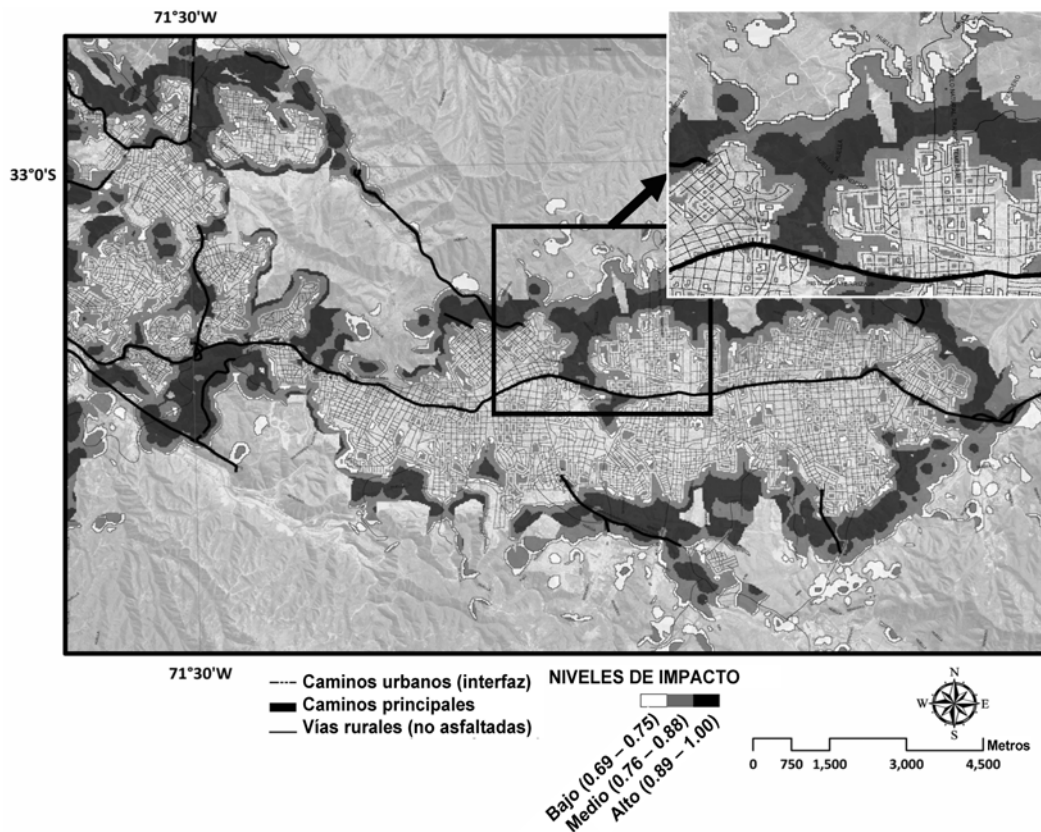 71°30'W
33°0'S
71°30'W
Caminos urbanos (interfaz)
Caminos principales
Vías rurales (no asfaltadas)
NIVELES DE IMPACTO
Bajo (0.69 – 0.75)
Medio (0.76 – 0.88)
Alto (0.89 – 1.00)
N
W E
S
Metros
0 750 1,500 3,000 4,500